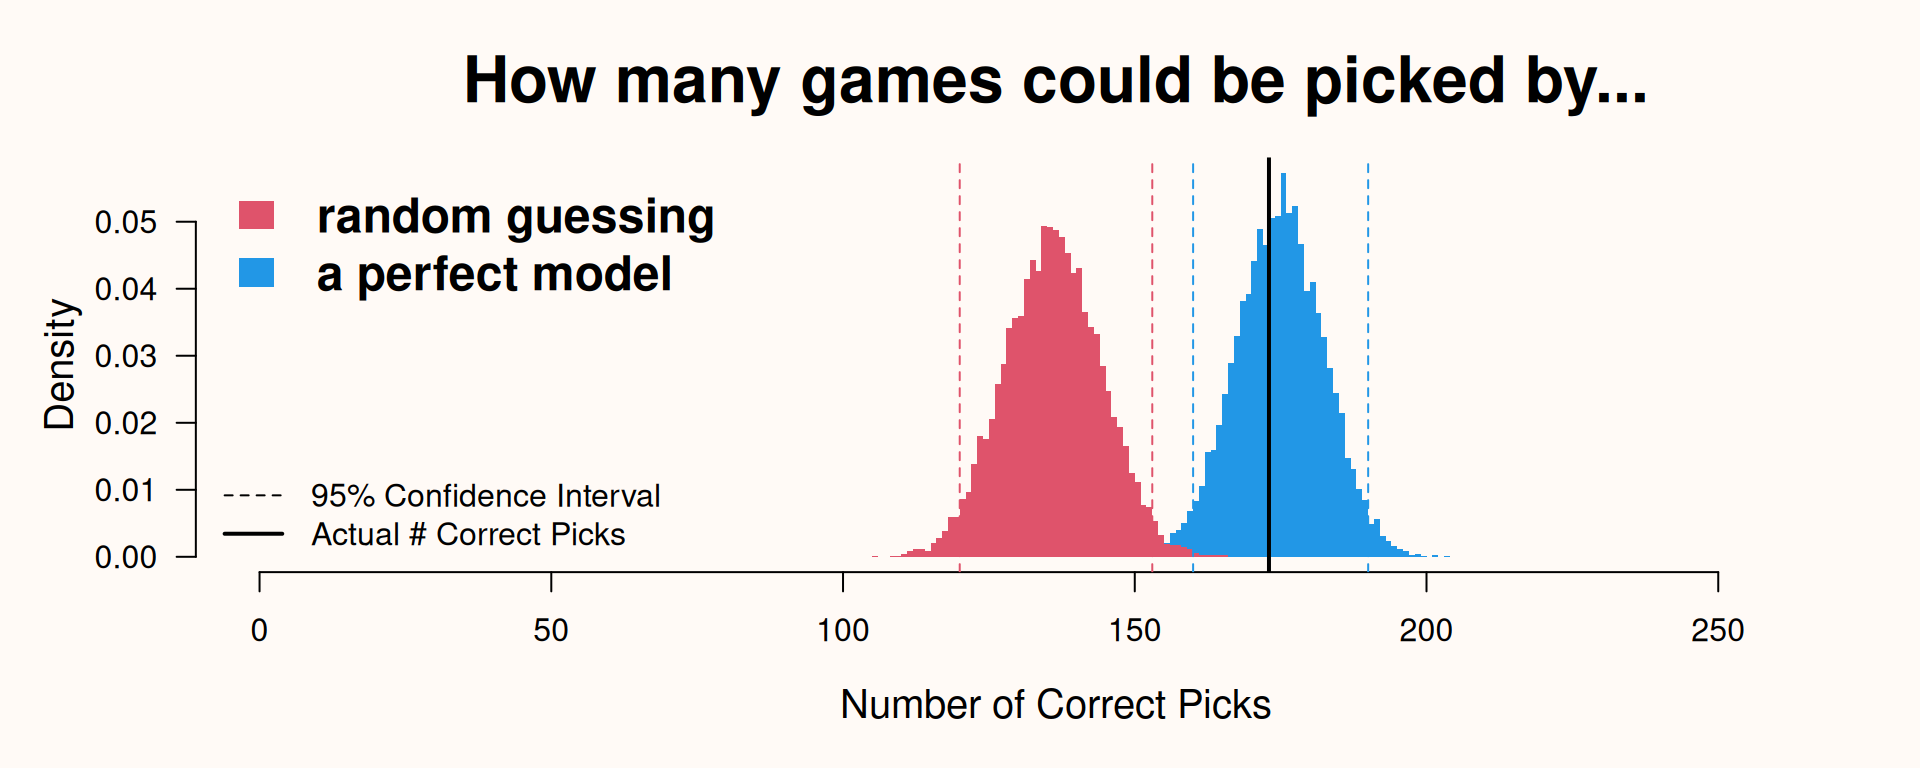 How many games could be picked by...
random guessing
a perfect model
0.05
0.04
0.03
0.02
0.01
0.00
Density
95% Confidence Interval
Actual # Correct Picks
0 50 100 150 200 250
Number of Correct Picks